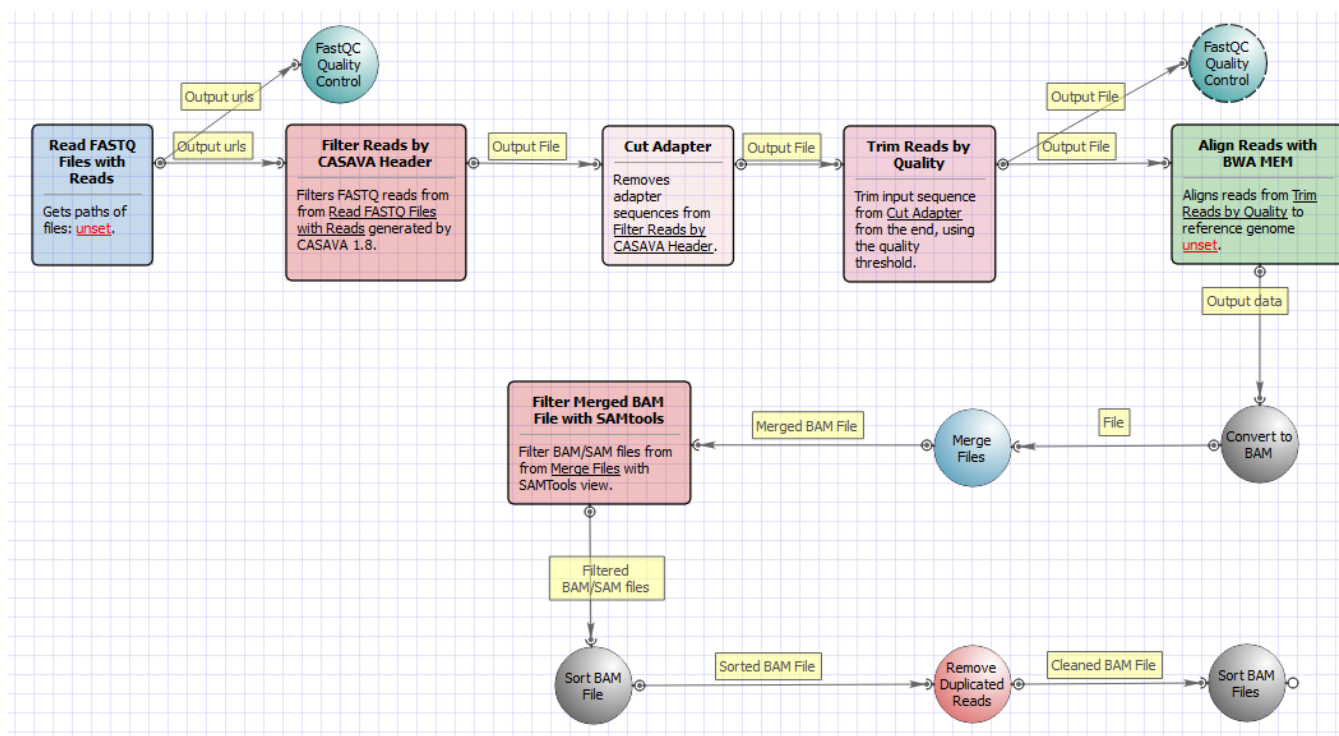 FastQC
Quality
Control
FastQC
Quality
Control
Output urls
Output File
Read FASTQ
Files with
Reads
Gets paths of
files: unset.
Output urls
Filter Reads by
CASAVA Header
Filters FASTQ reads from
from Read FASTQ Files
with Reads generated by
CASAVA 1.8.
Output File
Cut Adapter
Removes
adapter
sequences from
Filter Reads by
CASAVA Header.
Output File
Trim Reads by
Quality
Trim input sequence
from Cut Adapter
from the end, using
the quality
threshold.
Output File
Align Reads with
BWA MEM
Aligns reads from Trim
Reads by Quality to
reference genome
unset.
Output data
Convert to
BAM
File
Merge
Files
Merged BAM File
Filter Merged BAM
File with SAMtools
Filter BAM/SAM files from
from Merge Files with
SAMTools view.
Filtered
BAM/SAM files
Sort BAM
File
Sorted BAM File
Remove
Duplicated
Reads
Cleaned BAM File
Sort BAM
Files